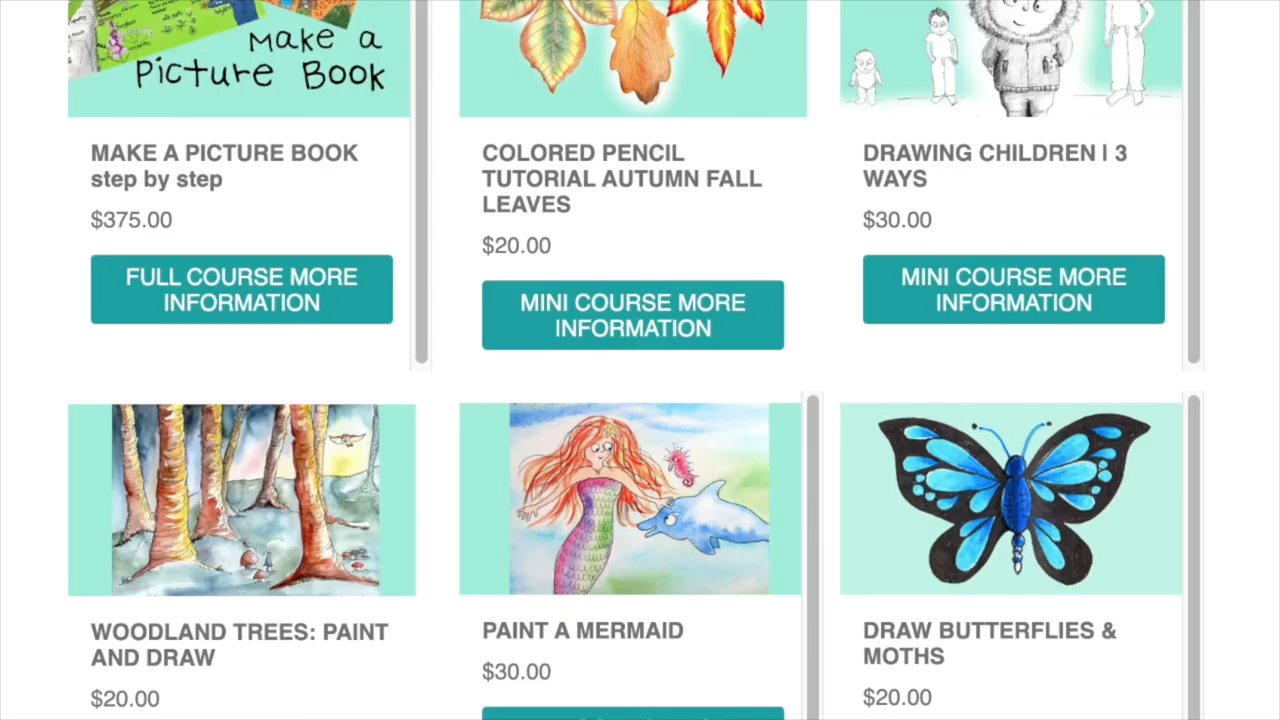 Make a
Picture Book
MAKE A PICTURE BOOK
step by step
$375.00
FULL COURSE MORE
INFORMATION
COLORED PENCIL
TUTORIAL AUTUMN FALL
LEAVES
$20.00
MINI COURSE MORE
INFORMATION
DRAWING CHILDREN | 3
WAYS
$30.00
MINI COURSE MORE
INFORMATION
WOODLAND TREES: PAINT
AND DRAW
$20.00
PAINT A MERMAID
$30.00
DRAW BUTTERFLIES &
MOTHS
$20.00